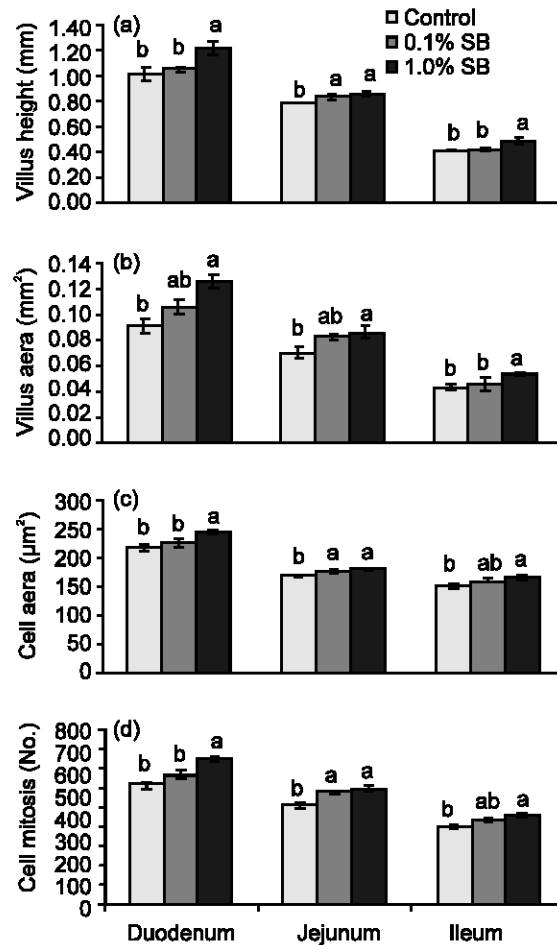 (a)
Control
0.1% SB
1.0% SB
Villus height (mm)
1.40
1.20
1.00
0.80
0.60
0.40
0.20
0.00
b b a
b a a
b b a
(b)
Villus aera (mm²)
0.14
0.12
0.10
0.08
0.06
0.04
0.02
0.00
b ab a
b ab a
b b a
(c)
Cell aera (µm²)
300
250
200
150
100
50
0
b b a
b a a
b ab a
(d)
Cell mitosis (No.)
800
700
600
500
400
300
200
100
0
b b a
b a a
b ab a
Duodenum Jejunum Ileum